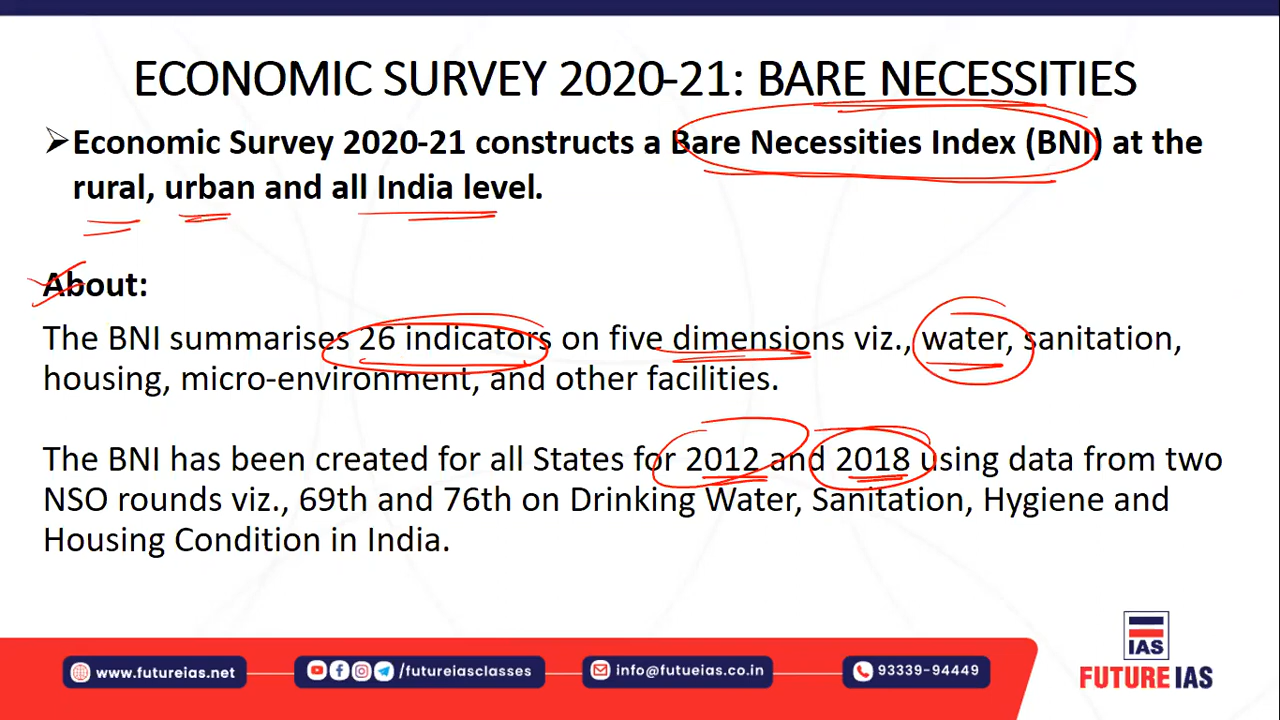 ECONOMIC SURVEY 2020-21: BARE NECESSITIES
Economic Survey 2020-21 constructs a Bare Necessities Index (BNI) at the
rural, urban and all India level.
About:
The BNI summarises 26 indicators on five dimensions viz., water, sanitation,
housing, micro-environment, and other facilities.
The BNI has been created for all States for 2012 and 2018 using data from two
NSO rounds viz., 69th and 76th on Drinking Water, Sanitation, Hygiene and
Housing Condition in India.
www.futureias.net
/futureiasclasses
info@futueias.co.in
93339-94449
IAS
FUTURE IAS